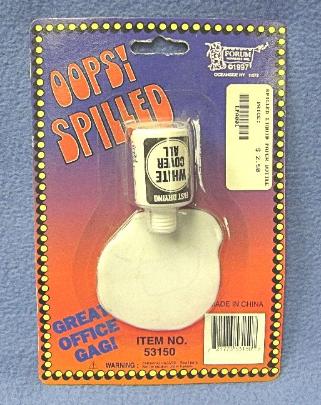 OOPS!
SPILLED
FORUM
©1997
OCEANSIDE NY 11572
SPILLED
$ 2.50
FAST DRYING
WHITE
COVER
ALL
MADE IN CHINA
GREAT
OFFICE
GAG!
ITEM NO.
53150
WARNING: